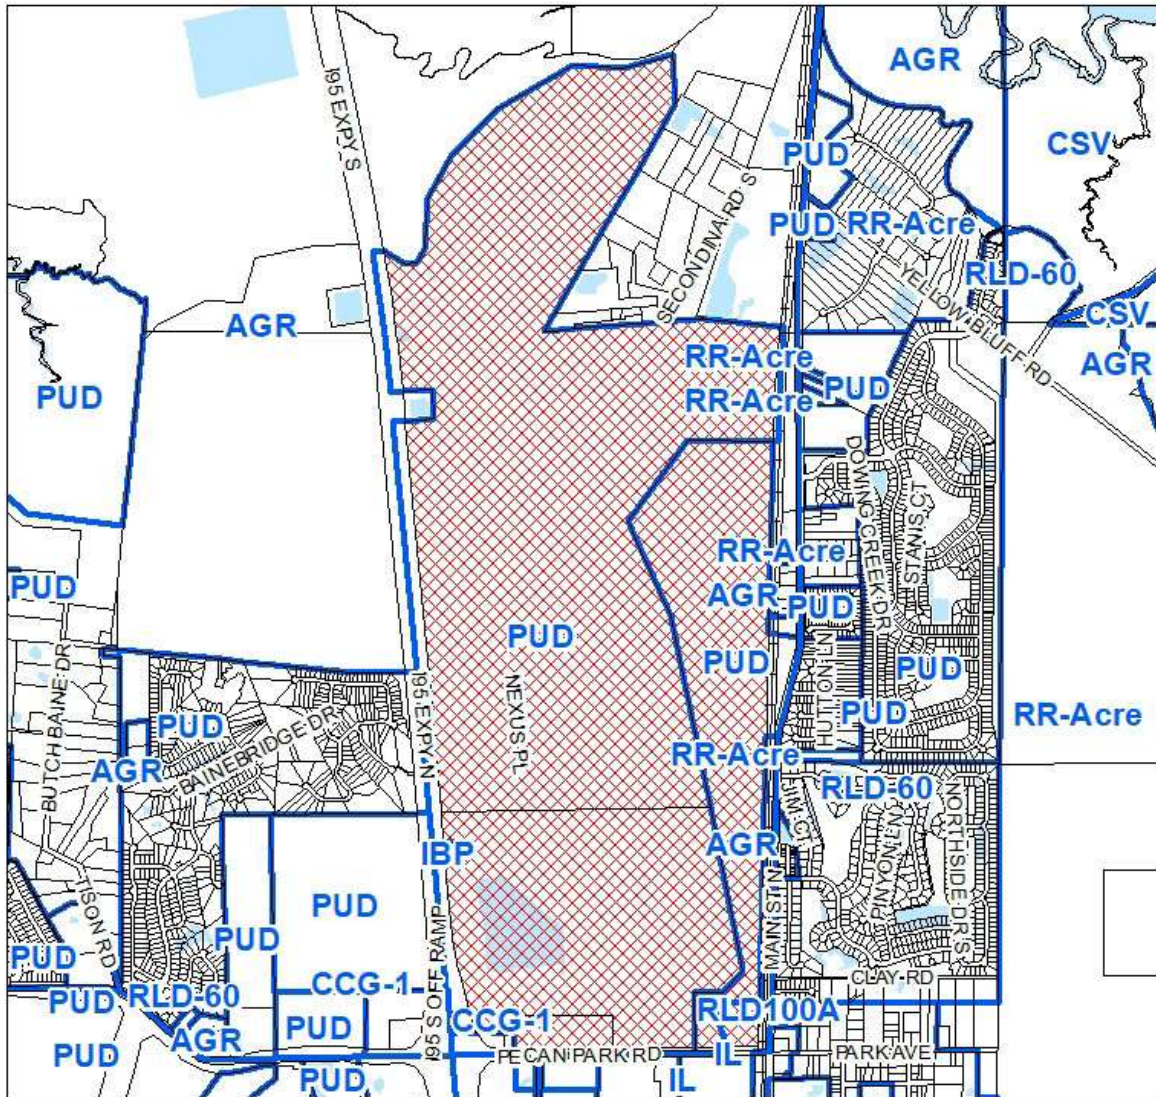 AGR
I95 EXPY S
CSV
PUD
SECONDINA RD S
PUD
RR-Acre
RLD-60
YELLOW BLUFF RD
CSV
AGR
RR-Acre
AGR
PUD
PUD
RR-Acre
DOWING CREEK DR
STANIS CT
RR-Acre
PUD
AGR
PUD
PUD
HUTTON LN
PUD
PUD
BUTCH BAINE DR
I95 EXPY N
NEXUS PL
PUD
BAINEBRIDGE DR
PUD
RR-Acre
AGR
RR-Acre
RLD-60
JIM CT
PINYON LN
NORTHSIDE DR S
IBP
AGR
TISON RD
PUD
PUD
MAIN ST N
PUD
I95 S OFF RAMP
CLAY RD
PUD
RLD-60
CCG-1
RLD100A
AGR
PUD
CCG-1
PUD
PECAN PARK RD
IL
PARK AVE
PUD
IL